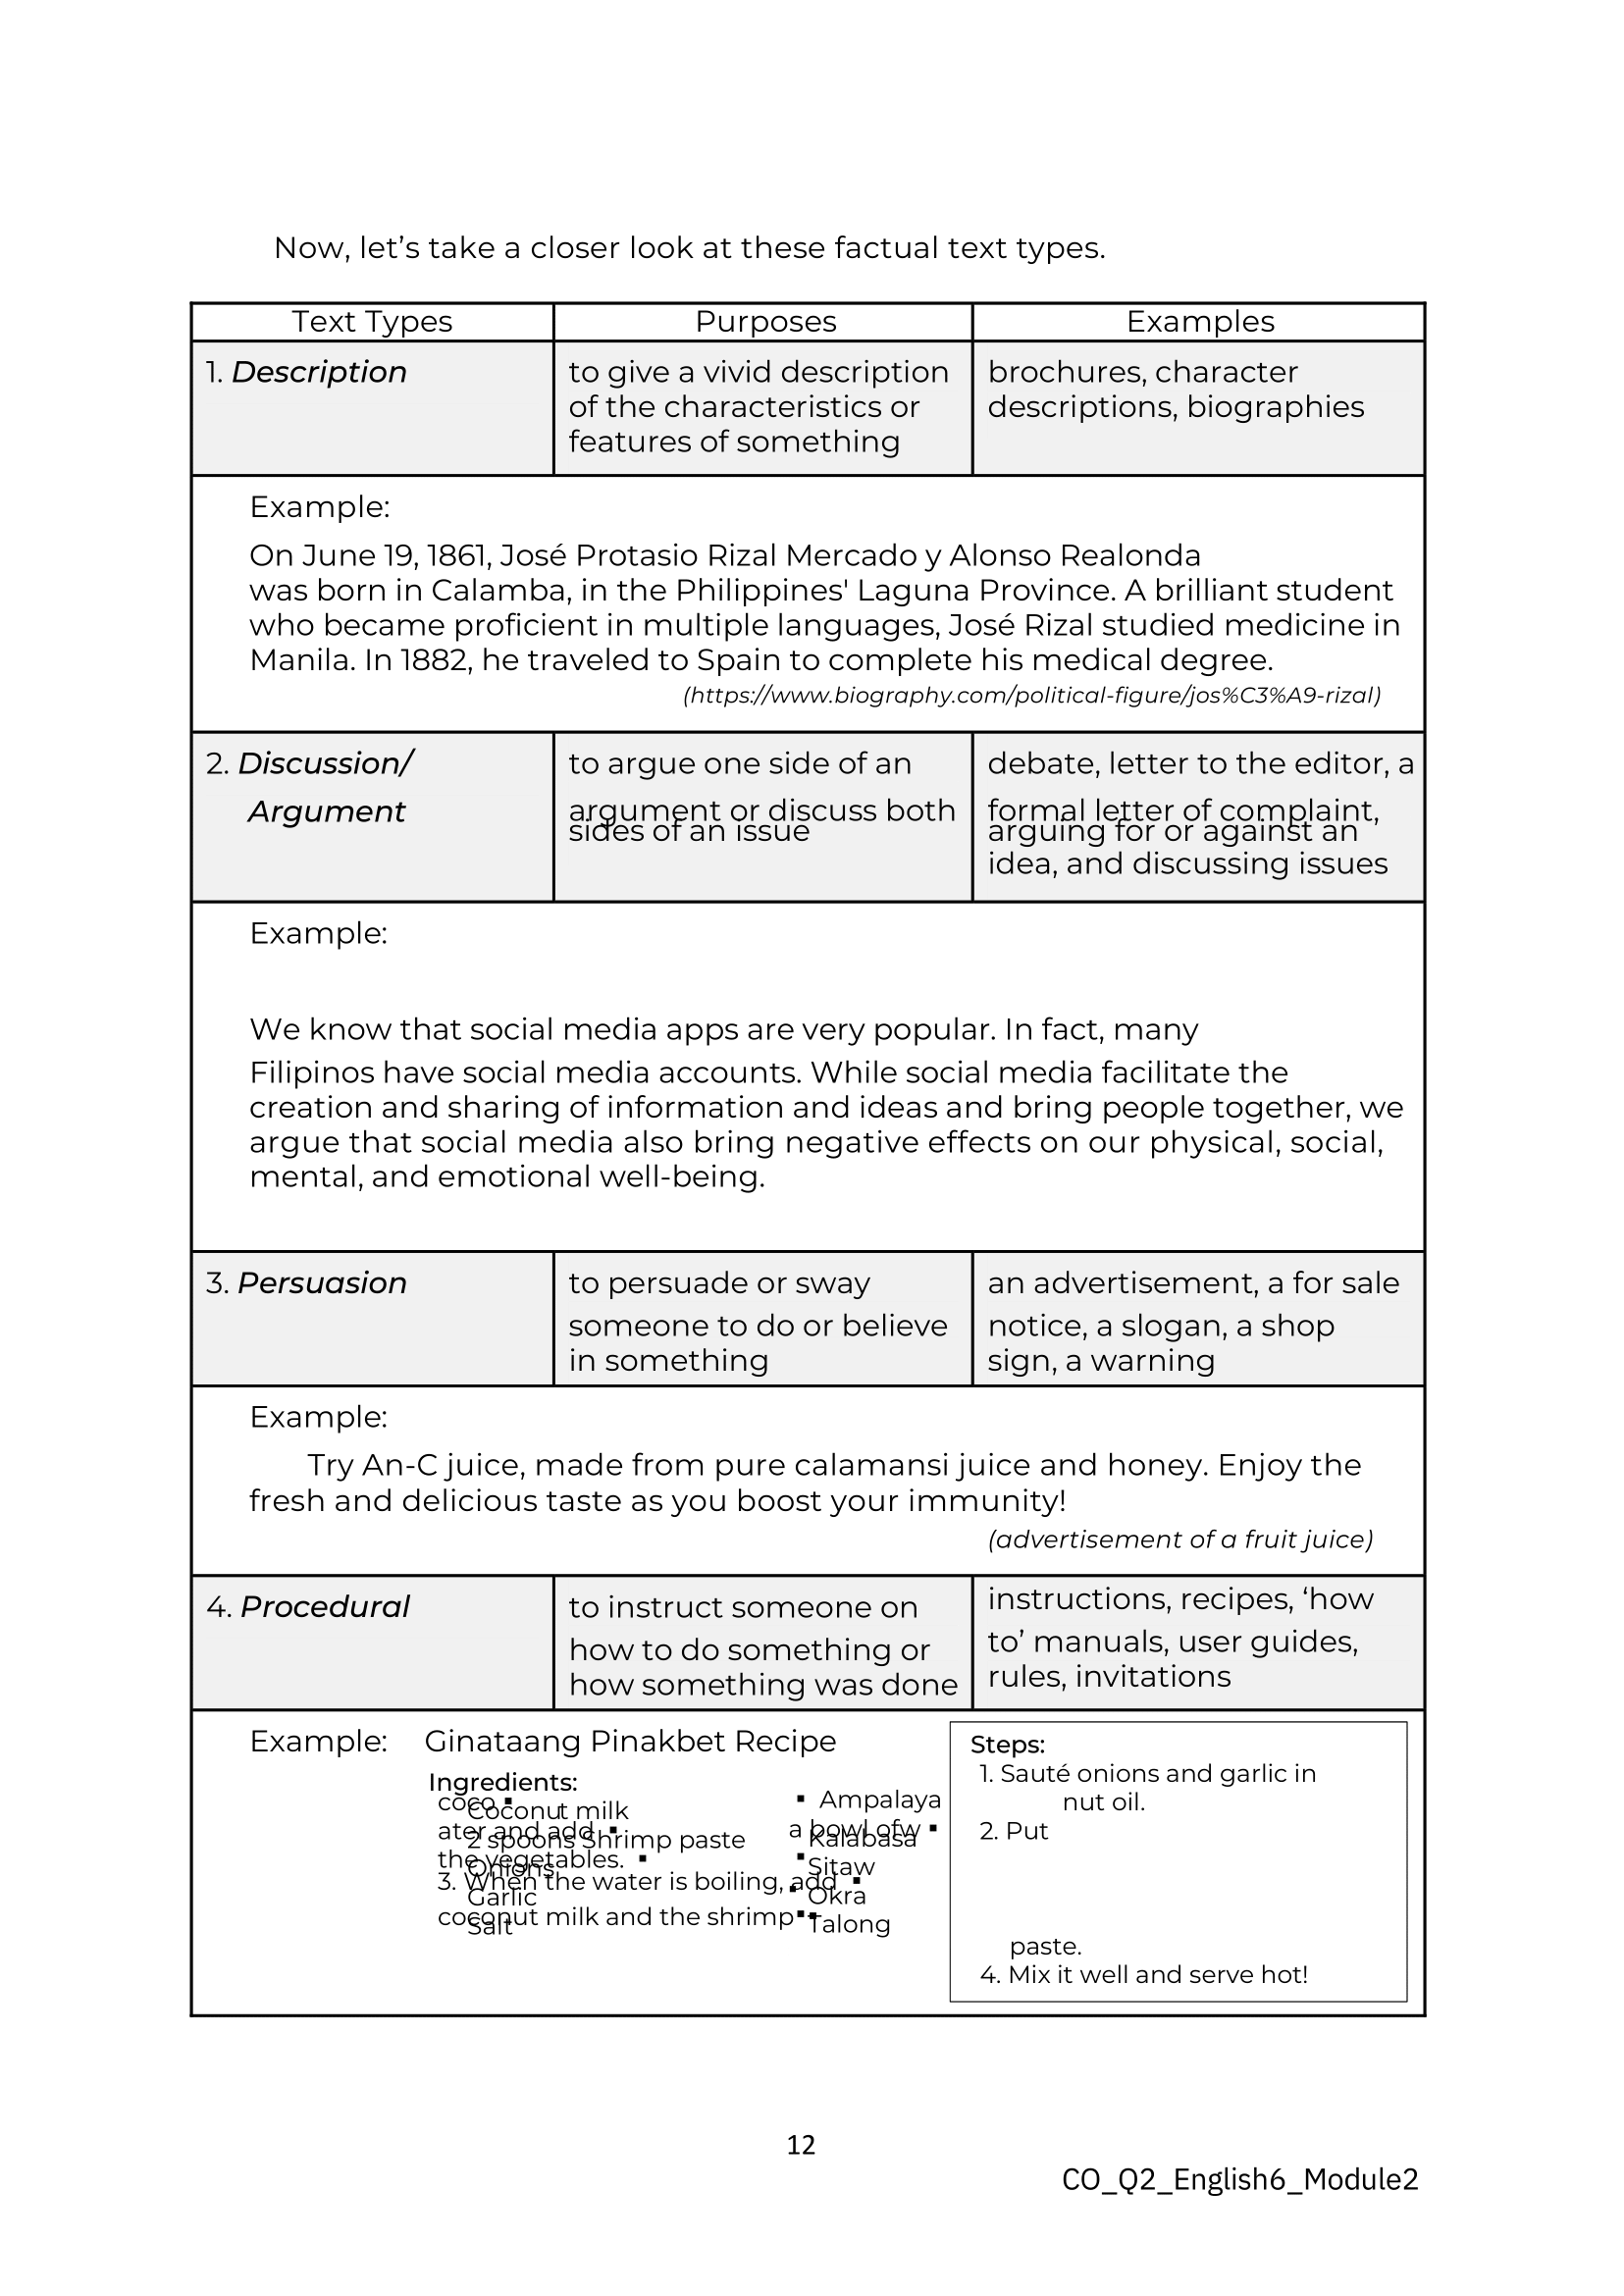 Now, let’s take a closer look at these factual text types.
Text Types Purposes Examples
1. Description
to give a vivid description
of the characteristics or
features of something
brochures, character
descriptions, biographies
Example:
On June 19, 1861, José Protasio Rizal Mercado y Alonso Realonda
was born in Calamba, in the Philippines' Laguna Province. A brilliant student
who became proficient in multiple languages, José Rizal studied medicine in
Manila. In 1882, he traveled to Spain to complete his medical degree.
(https://www.biography.com/political-figure/jos%C3%A9-rizal)
2. Discussion/
Argument
to argue one side of an
argument or discuss both
sides of an issue
debate, letter to the editor, a
formal letter of complaint,
arguing for or against an
idea, and discussing issues
Example:
We know that social media apps are very popular. In fact, many
Filipinos have social media accounts. While social media facilitate the
creation and sharing of information and ideas and bring people together, we
argue that social media also bring negative effects on our physical, social,
mental, and emotional well-being.
3. Persuasion
to persuade or sway
someone to do or believe
in something
an advertisement, a for sale
notice, a slogan, a shop
sign, a warning
Example:
Try An-C juice, made from pure calamansi juice and honey. Enjoy the
fresh and delicious taste as you boost your immunity!
(advertisement of a fruit juice)
4. Procedural
to instruct someone on
how to do something or
how something was done
instructions, recipes, ‘how
to’ manuals, user guides,
rules, invitations
Example: Ginataang Pinakbet Recipe
Ingredients:
coco ▪
Coconut milk
ater and add ▪
2 spoons Shrimp paste
the vegetables. ▪
Onions
3. When the water is boiling, add ▪
Garlic
coconut milk and the shrimp ▪
Salt
▪ Ampalaya
a bowl ofw ▪
Kalabasa
▪ Sitaw
▪ Okra
▪ Talong
Steps:
1. Sauté onions and garlic in
nut oil.
2. Put
paste.
4. Mix it well and serve hot!
12
CO_Q2_English6_Module2